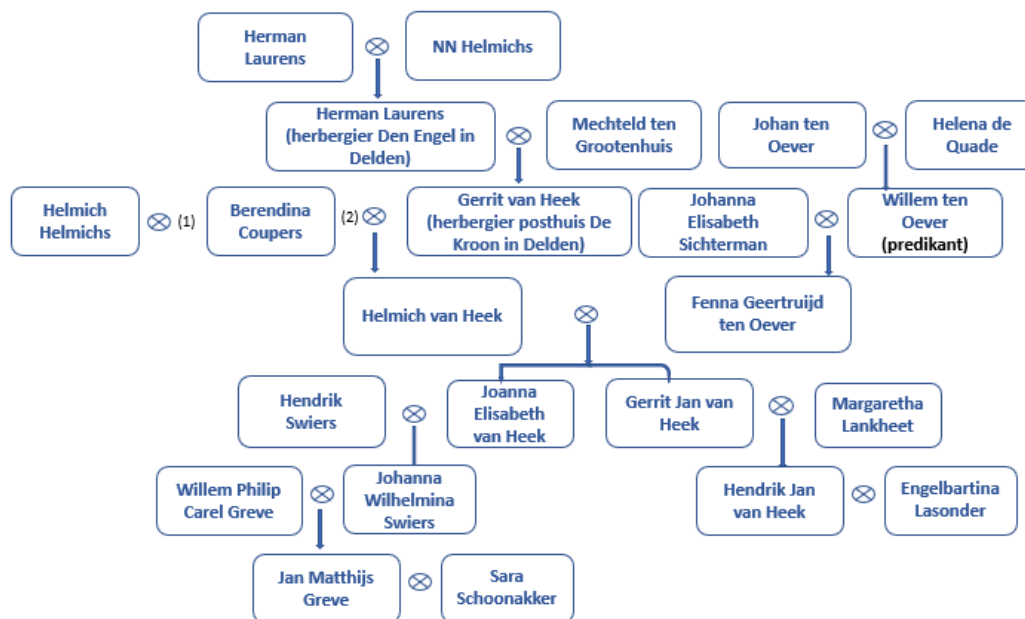 Herman
Laurens
NN Helmichs
Herman Laurens
(herbergier Den Engel in
Delden)
Mechteld ten
Grootenhuis
Johan ten
Oever
Helena de
Quade
Helmich
Helmichs
(1)
Berendina
Coupers
(2)
Gerrit van Heek
(herbergier posthuis De
Kroon in Delden)
Johanna
Elisabeth
Sichterman
Willem ten
Oever
(predikant)
Helmich van Heek
Fenna Geertruijd
ten Oever
Hendrik
Swiers
Joanna
Elisabeth
van Heek
Gerrit Jan van
Heek
Margaretha
Lankheet
Willem Philip
Carel Greve
Johanna
Wilhelmina
Swiers
Hendrik Jan
van Heek
Engelbartina
Lasonder
Jan Matthijs
Greve
Sara
Schoonakker